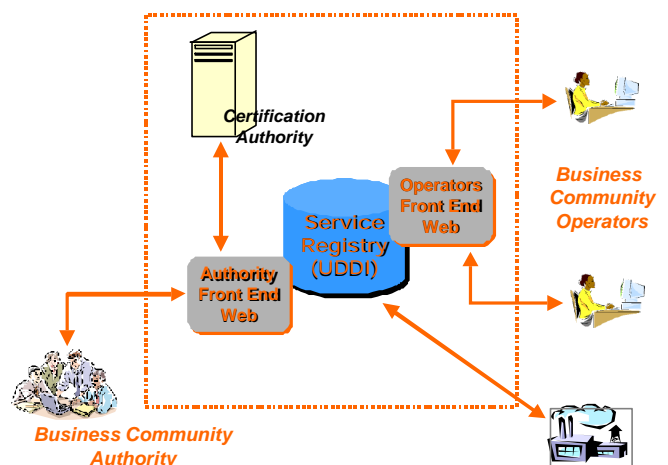 Certification
Authority
Operators
Front End
Web
Business
Community
Operators
Service
Registry
(UDDI)
Authority
Front End
Web
Business Community
Authority